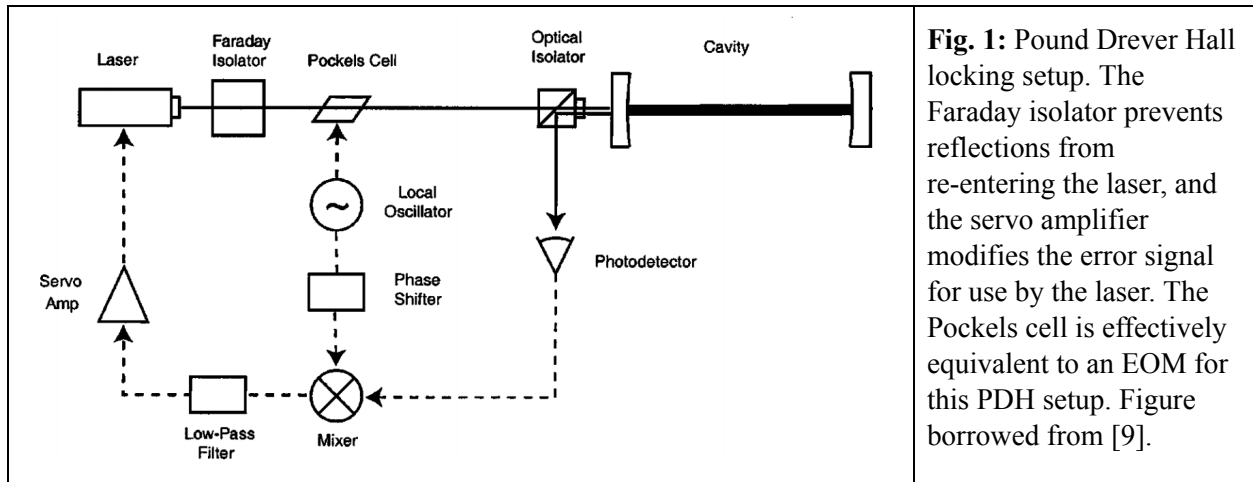 Laser
Faraday
Isolator
Pockels Cell
Optical
Isolator
Cavity
Local
Oscillator
Photodetector
Servo
Amp
Phase
Shifter
Low-Pass
Filter
Mixer
Fig. 1: Pound Drever Hall
locking setup. The
Faraday isolator prevents
reflections from
re-entering the laser, and
the servo amplifier
modifies the error signal
for use by the laser. The
Pockels cell is effectively
equivalent to an EOM for
this PDH setup. Figure
borrowed from [9].